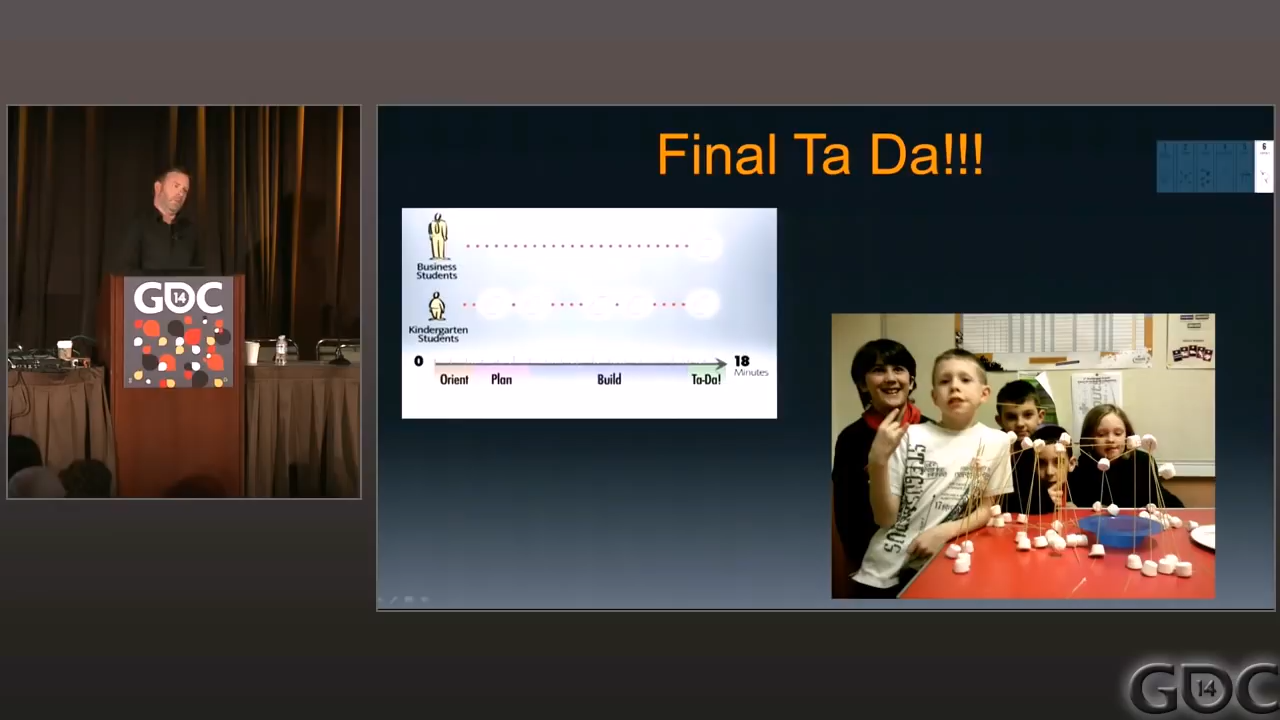 Final Ta Da!!!
6
Business
Students
Kindergarten
Students
0
18
Minutes
Orient
Plan
Build
Ta-Da!
GDC
14
GDC
14